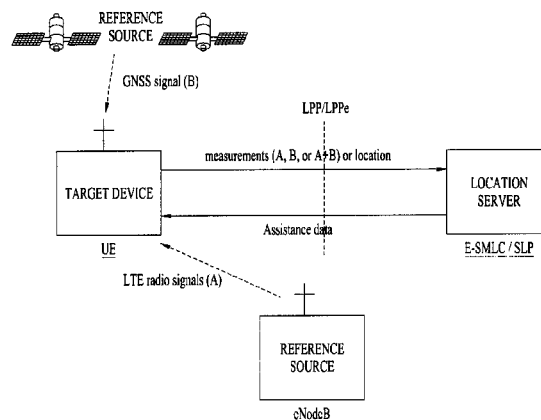 REFERENCE
SOURCE
GNSS signal (B)
LPP/LPPe
measurements (A, B, or A+B) or location
TARGET DEVICE
LOCATION
SERVER
Assistance data
UE
E-SMLC / SLP
LTE radio signals (A)
REFERENCE
SOURCE
eNodeB